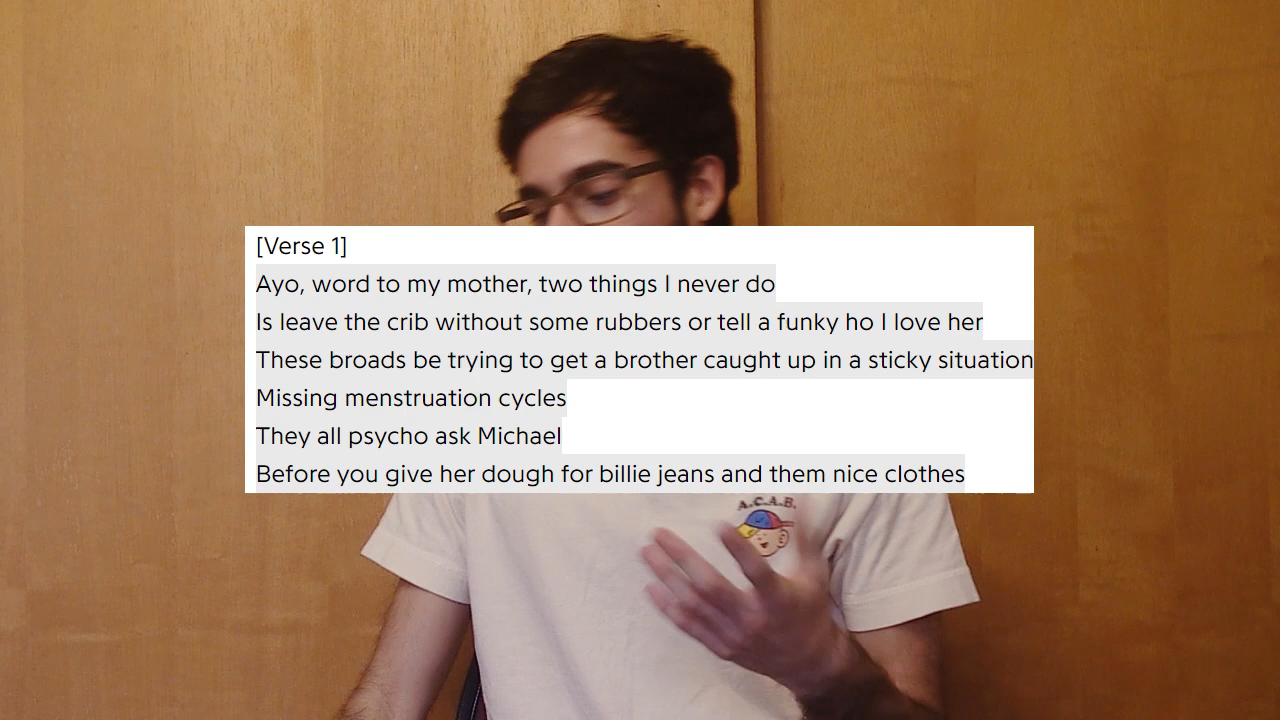 [Verse 1]
Ayo, word to my mother, two things I never do
Is leave the crib without some rubbers or tell a funky ho I love her
These broads be trying to get a brother caught up in a sticky situation
Missing menstruation cycles
They all psycho ask Michael
Before you give her dough for billie jeans and them nice clothes
A.C.A.B.